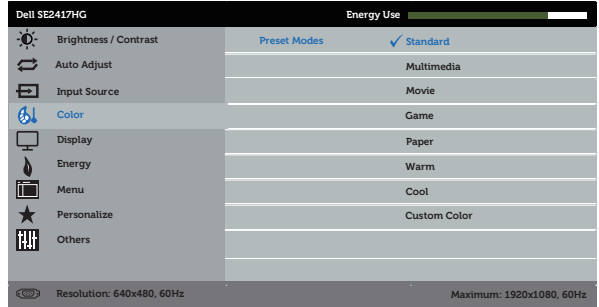 Dell SE2417HG Energy Use
Brightness / Contrast Preset Modes Standard
Auto Adjust Multimedia
Input Source Movie
Color Game
Display Paper
Energy Warm
Menu Cool
Personalize Custom Color
Others
Resolution: 640x480, 60Hz Maximum: 1920x1080, 60Hz